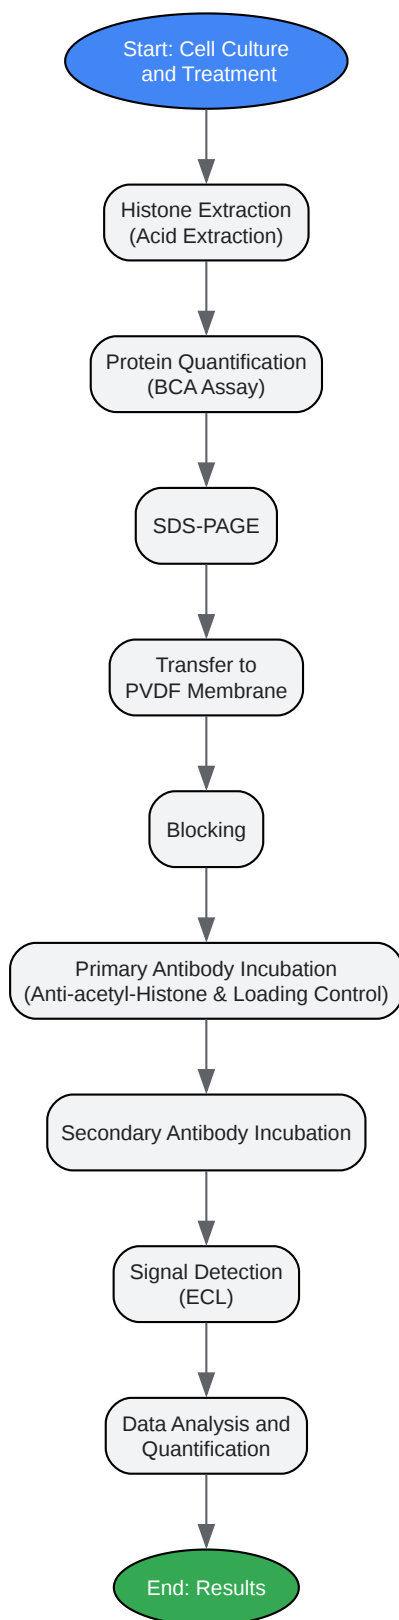 Start: Cell Culture
and Treatment
Histone Extraction
(Acid Extraction)
Protein Quantification
(BCA Assay)
SDS-PAGE
Transfer to
PVDF Membrane
Blocking
Primary Antibody Incubation
(Anti-acetyl-Histone & Loading Control)
Secondary Antibody Incubation
Signal Detection
(ECL)
Data Analysis and
Quantification
End: Results